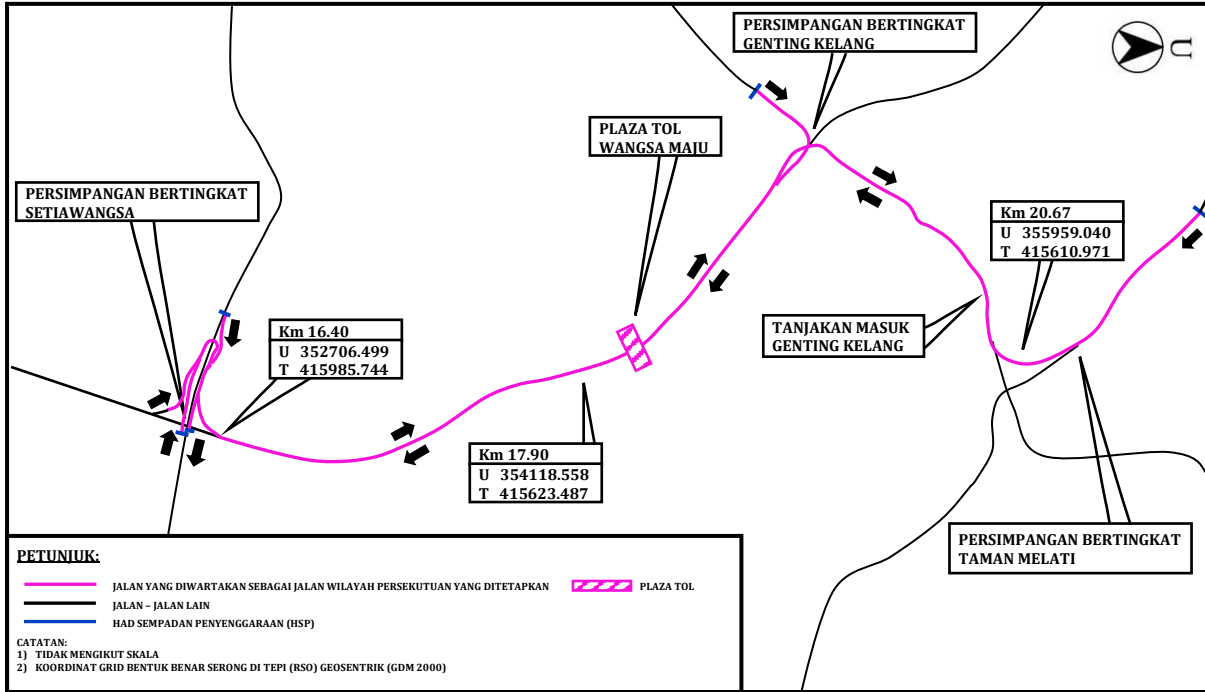 PERSIMPANGAN BERTINGKAT
GENTING KELANG
U
PLAZA TOL
WANGSA MAJU
PERSIMPANGAN BERTINGKAT
SETIAWANGSA
Km 20.67
U 355959.040
T 415610.971
Km 16.40
U 352706.499
T 415985.744
TANJAKAN MASUK
GENTING KELANG
Km 17.90
U 354118.558
T 415623.487
PERSIMPANGAN BERTINGKAT
TAMAN MELATI
PETUNJUK:
JALAN YANG DIWARTAKAN SEBAGAI JALAN WILAYAH PERSEKUTUAN YANG DITETAPKAN
PLAZA TOL
JALAN – JALAN LAIN
HAD SEMPADAN PENYENGGARAAN (HSP)
CATATAN:
1) TIDAK MENGIKUT SKALA
2) KOORDINAT GRID BENTUK BENAR SERONG DI TEPI (RSO) GEOSENTRIK (GDM 2000)